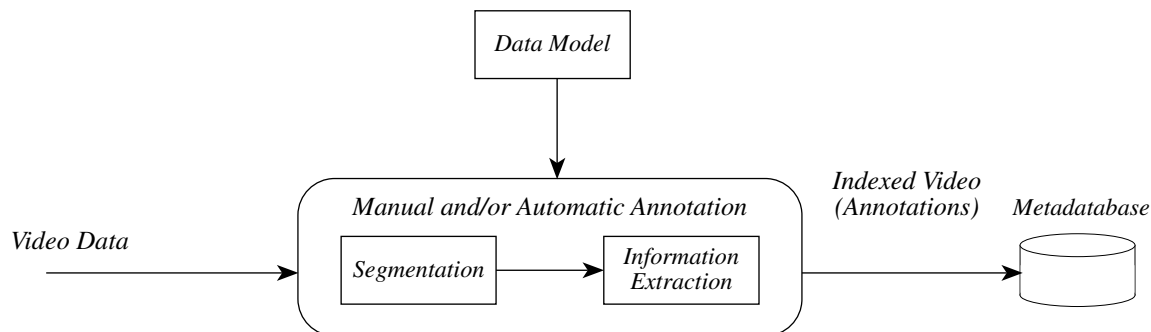 Data Model
Indexed Video
(Annotations)
Metadatabase
Manual and/or Automatic Annotation
Video Data
Segmentation
Information
Extraction